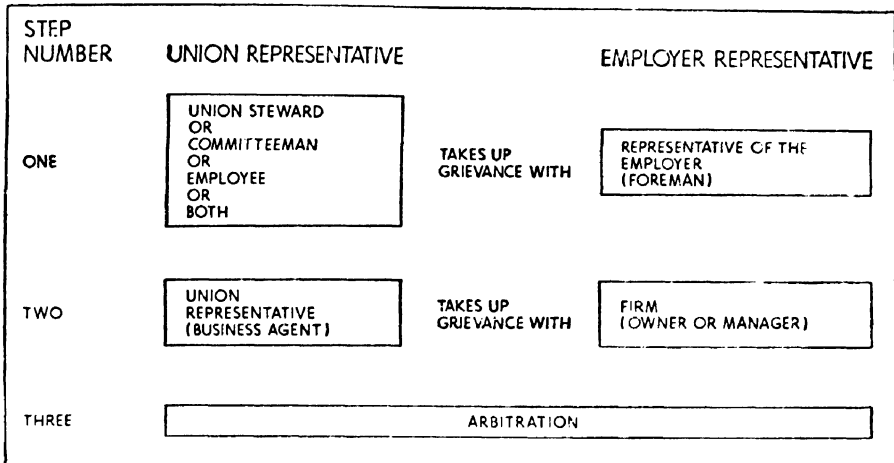 STEP
NUMBER UNION REPRESENTATIVE EMPLOYER REPRESENTATIVE
ONE
UNION STEWARD
OR
COMMITTEEMAN
OR
EMPLOYEE
OR
BOTH
TAKES UP
GRIEVANCE WITH
REPRESENTATIVE OF THE
EMPLOYER
(FOREMAN)
TWO
UNION
REPRESENTATIVE
(BUSINESS AGENT)
TAKES UP
GRIEVANCE WITH
FIRM
(OWNER OR MANAGER)
THREE
ARBITRATION